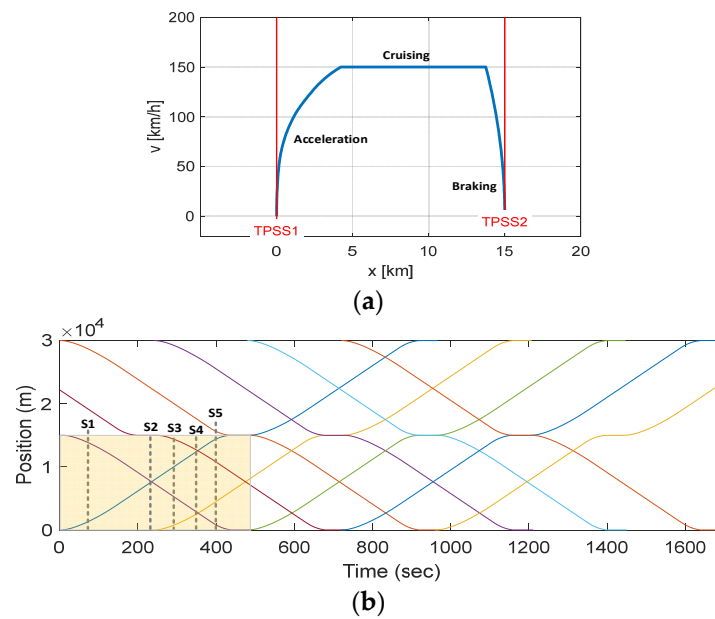 200
150
100
50
0
v [km/h]
Cruising
Acceleration
Braking
TPSS1
TPSS2
0 5 10 15 20
x [km]
(a)
×10⁴
3
2
1
0
Position (m)
S1 S2 S3 S4 S5
0 200 400 600 800 1000 1200 1400 1600
Time (sec)
(b)